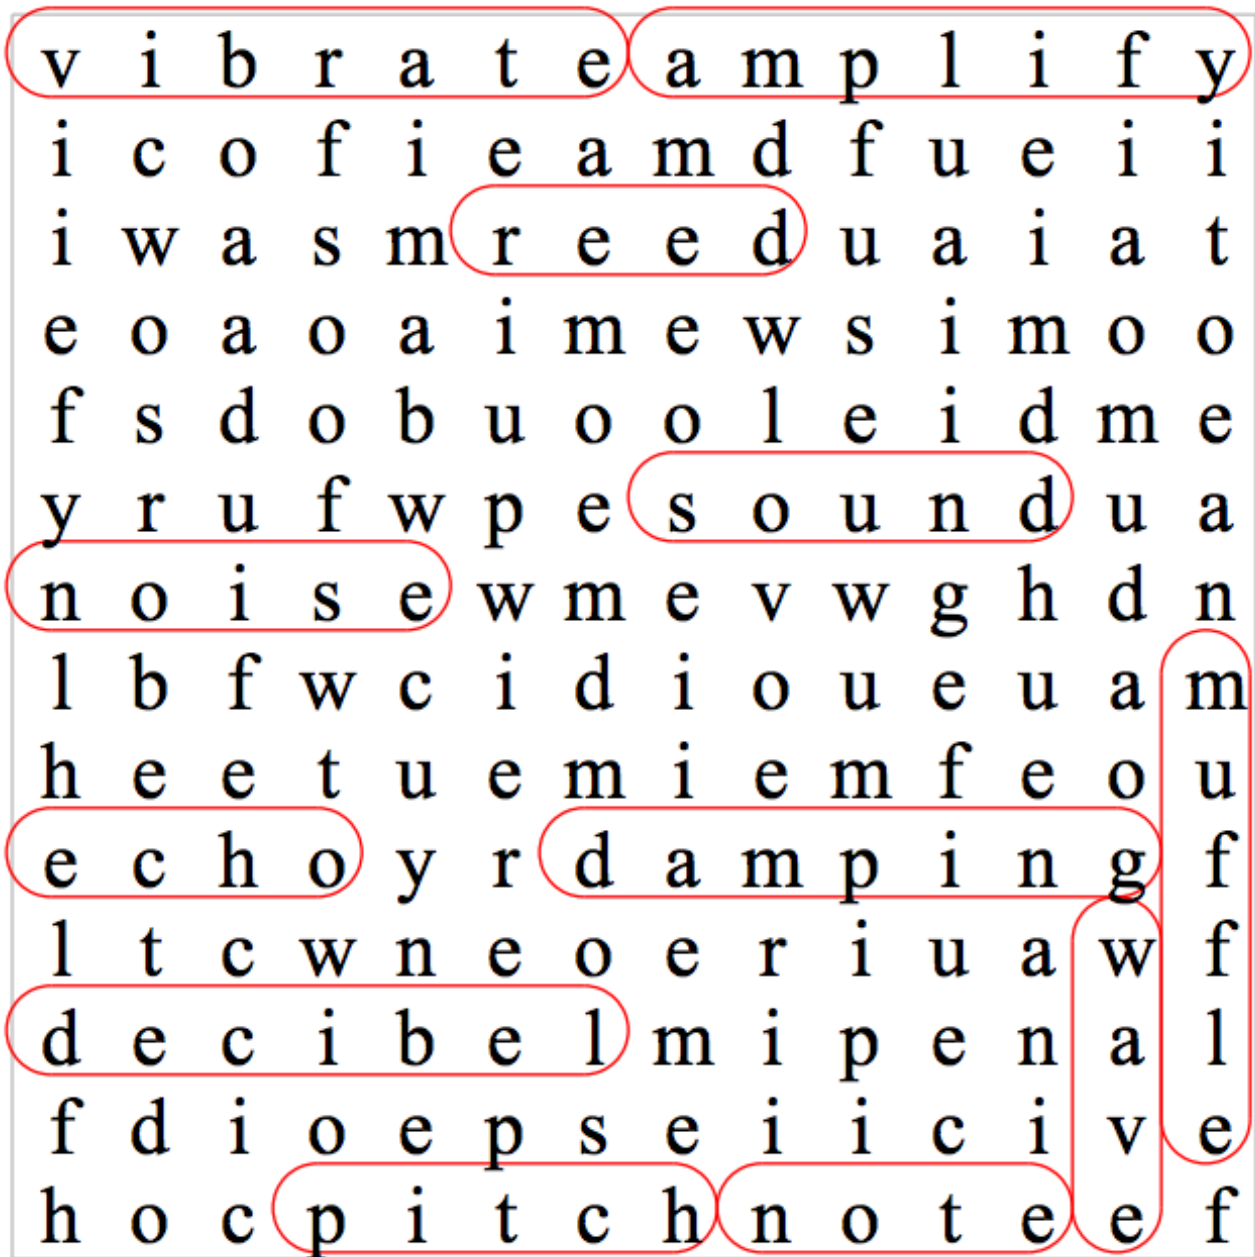 v i b r a t e a m p l i f y
i c o f i e a m d f u e i i
i w a s m r e e d u a i a t
e o a o a i m e w s i m o o
f s d o b u o o l e i d m e
y r u f w p e s o u n d u a
n o i s e w m e v w g h d n
l b f w c i d i o u e u a m
h e e t u e m i e m f e o u
e c h o y r d a m p i n g f
l t c w n e o e r i u a w f
d e c i b e l m i p e n a l
f d i o e p s e i i c i v e
h o c p i t c h n o t e e f